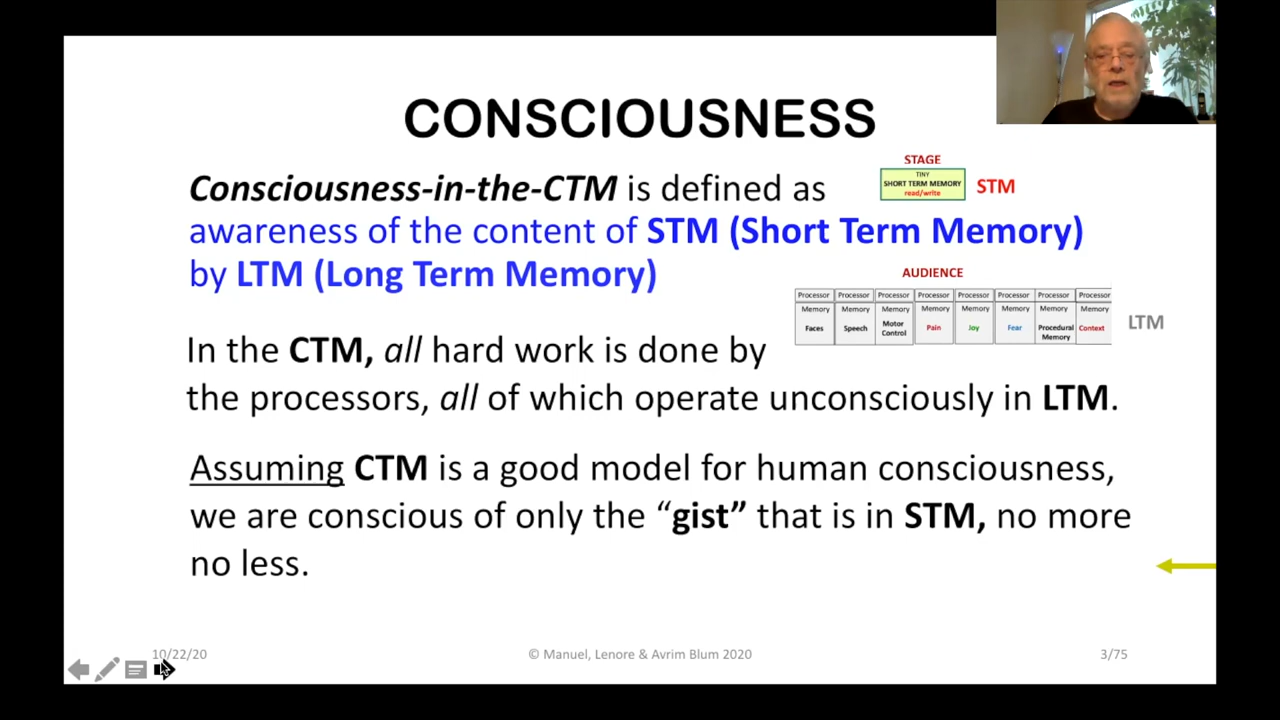 CONSCIOUSNESS
STAGE
TINY
SHORT TERM MEMORY
read/write
STM
Consciousness-in-the-CTM is defined as
awareness of the content of STM (Short Term Memory)
by LTM (Long Term Memory)
AUDIENCE
Processor Processor Processor Processor Processor Processor Processor Processor
Memory Memory Memory Memory Memory Memory Memory Memory
Faces Speech Motor Control Pain Joy Fear Procedural Memory Context
LTM
In the CTM, all hard work is done by
the processors, all of which operate unconsciously in LTM.
Assuming CTM is a good model for human consciousness,
we are conscious of only the “gist” that is in STM, no more
no less.
10/22/20
© Manuel, Lenore & Avrim Blum 2020
3/75